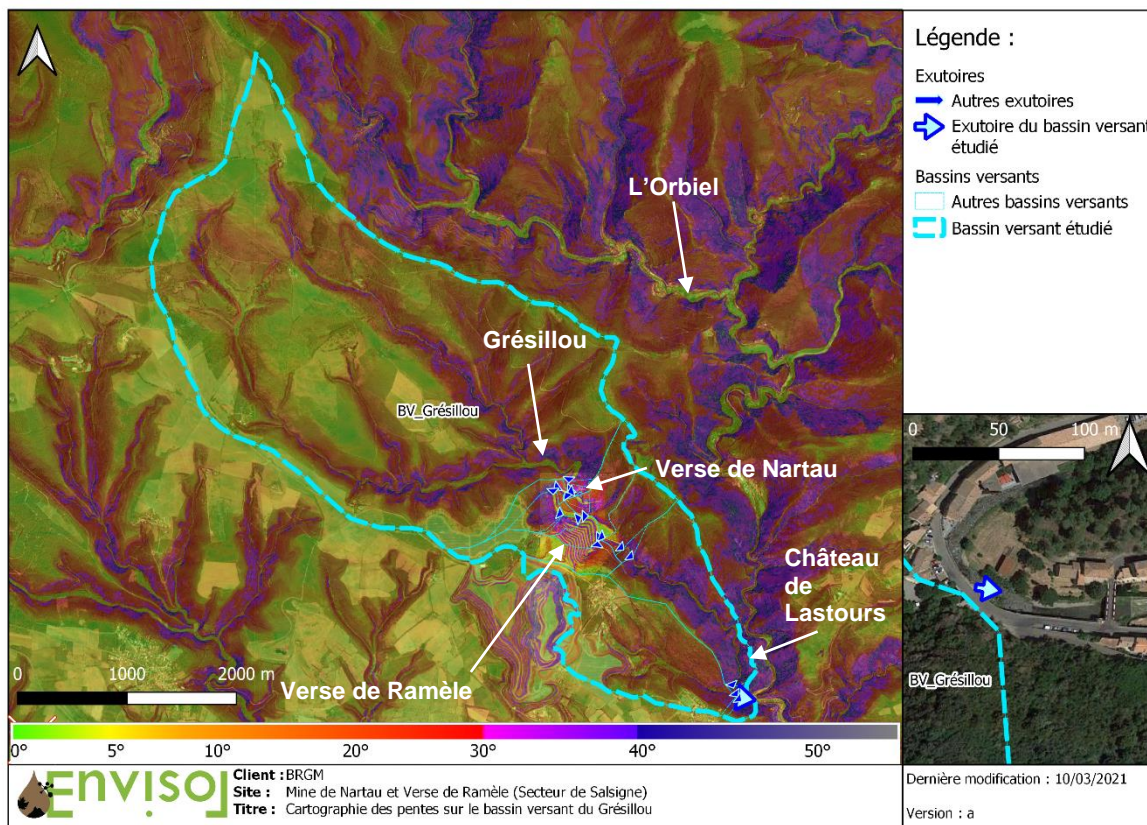 L'Orbiel
Grésillou
BV_Grésillou
Verse de Nartau
Château
de
Lastours
Verse de Ramèle
0 1000 2000 m
0° 5° 10° 20° 30° 40° 50°
Légende :
Exutoires
Autres exutoires
Exutoire du bassin versant
étudié
Bassins versants
Autres bassins versants
Bassin versant étudié
0 50 100 m
BV_Grésillou
Envisol
Client : BRGM
Site : Mine de Nartau et Verse de Ramèle (Secteur de Salsigne)
Titre : Cartographie des pentes sur le bassin versant du Grésillou
Dernière modification : 10/03/2021
Version : a